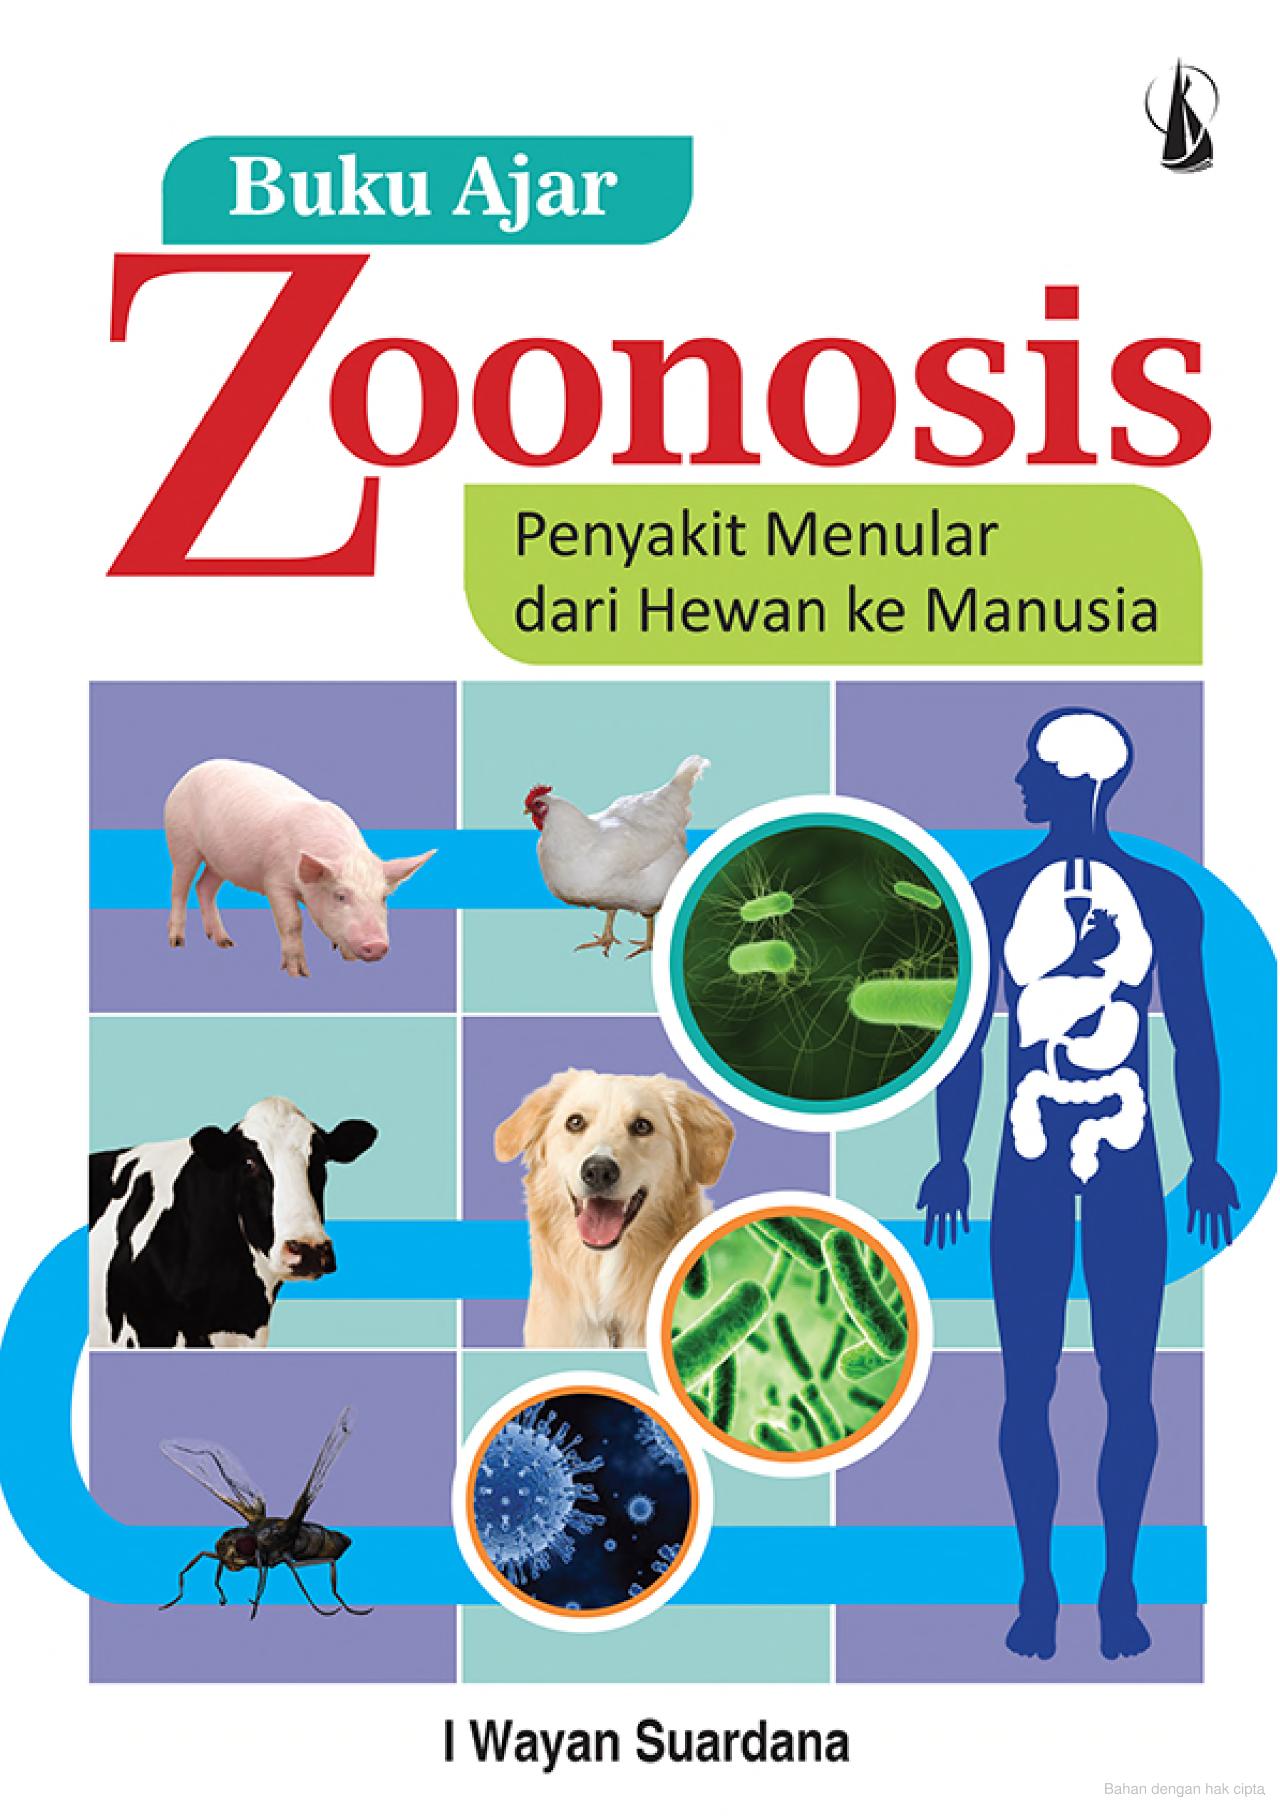 Buku Ajar
Zoonosis
Penyakit Menular
dari Hewan ke Manusia
I Wayan Suardana
Bahan dengan hak cipta